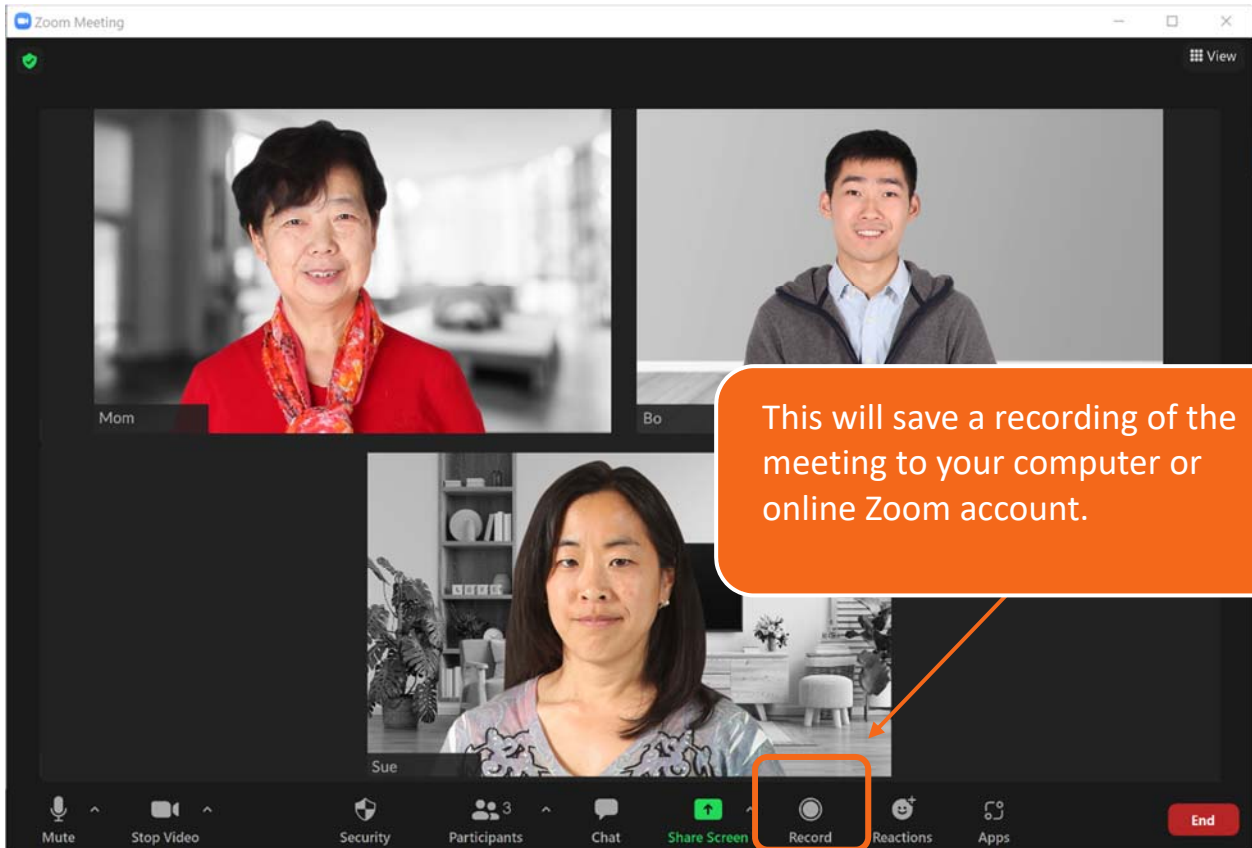 Zoom Meeting
View
Mom
Bo
This will save a recording of the
meeting to your computer or
online Zoom account.
Sue
3
Mute
Stop Video
Security
Participants
Chat
Share Screen
Record
Reactions
Apps
End